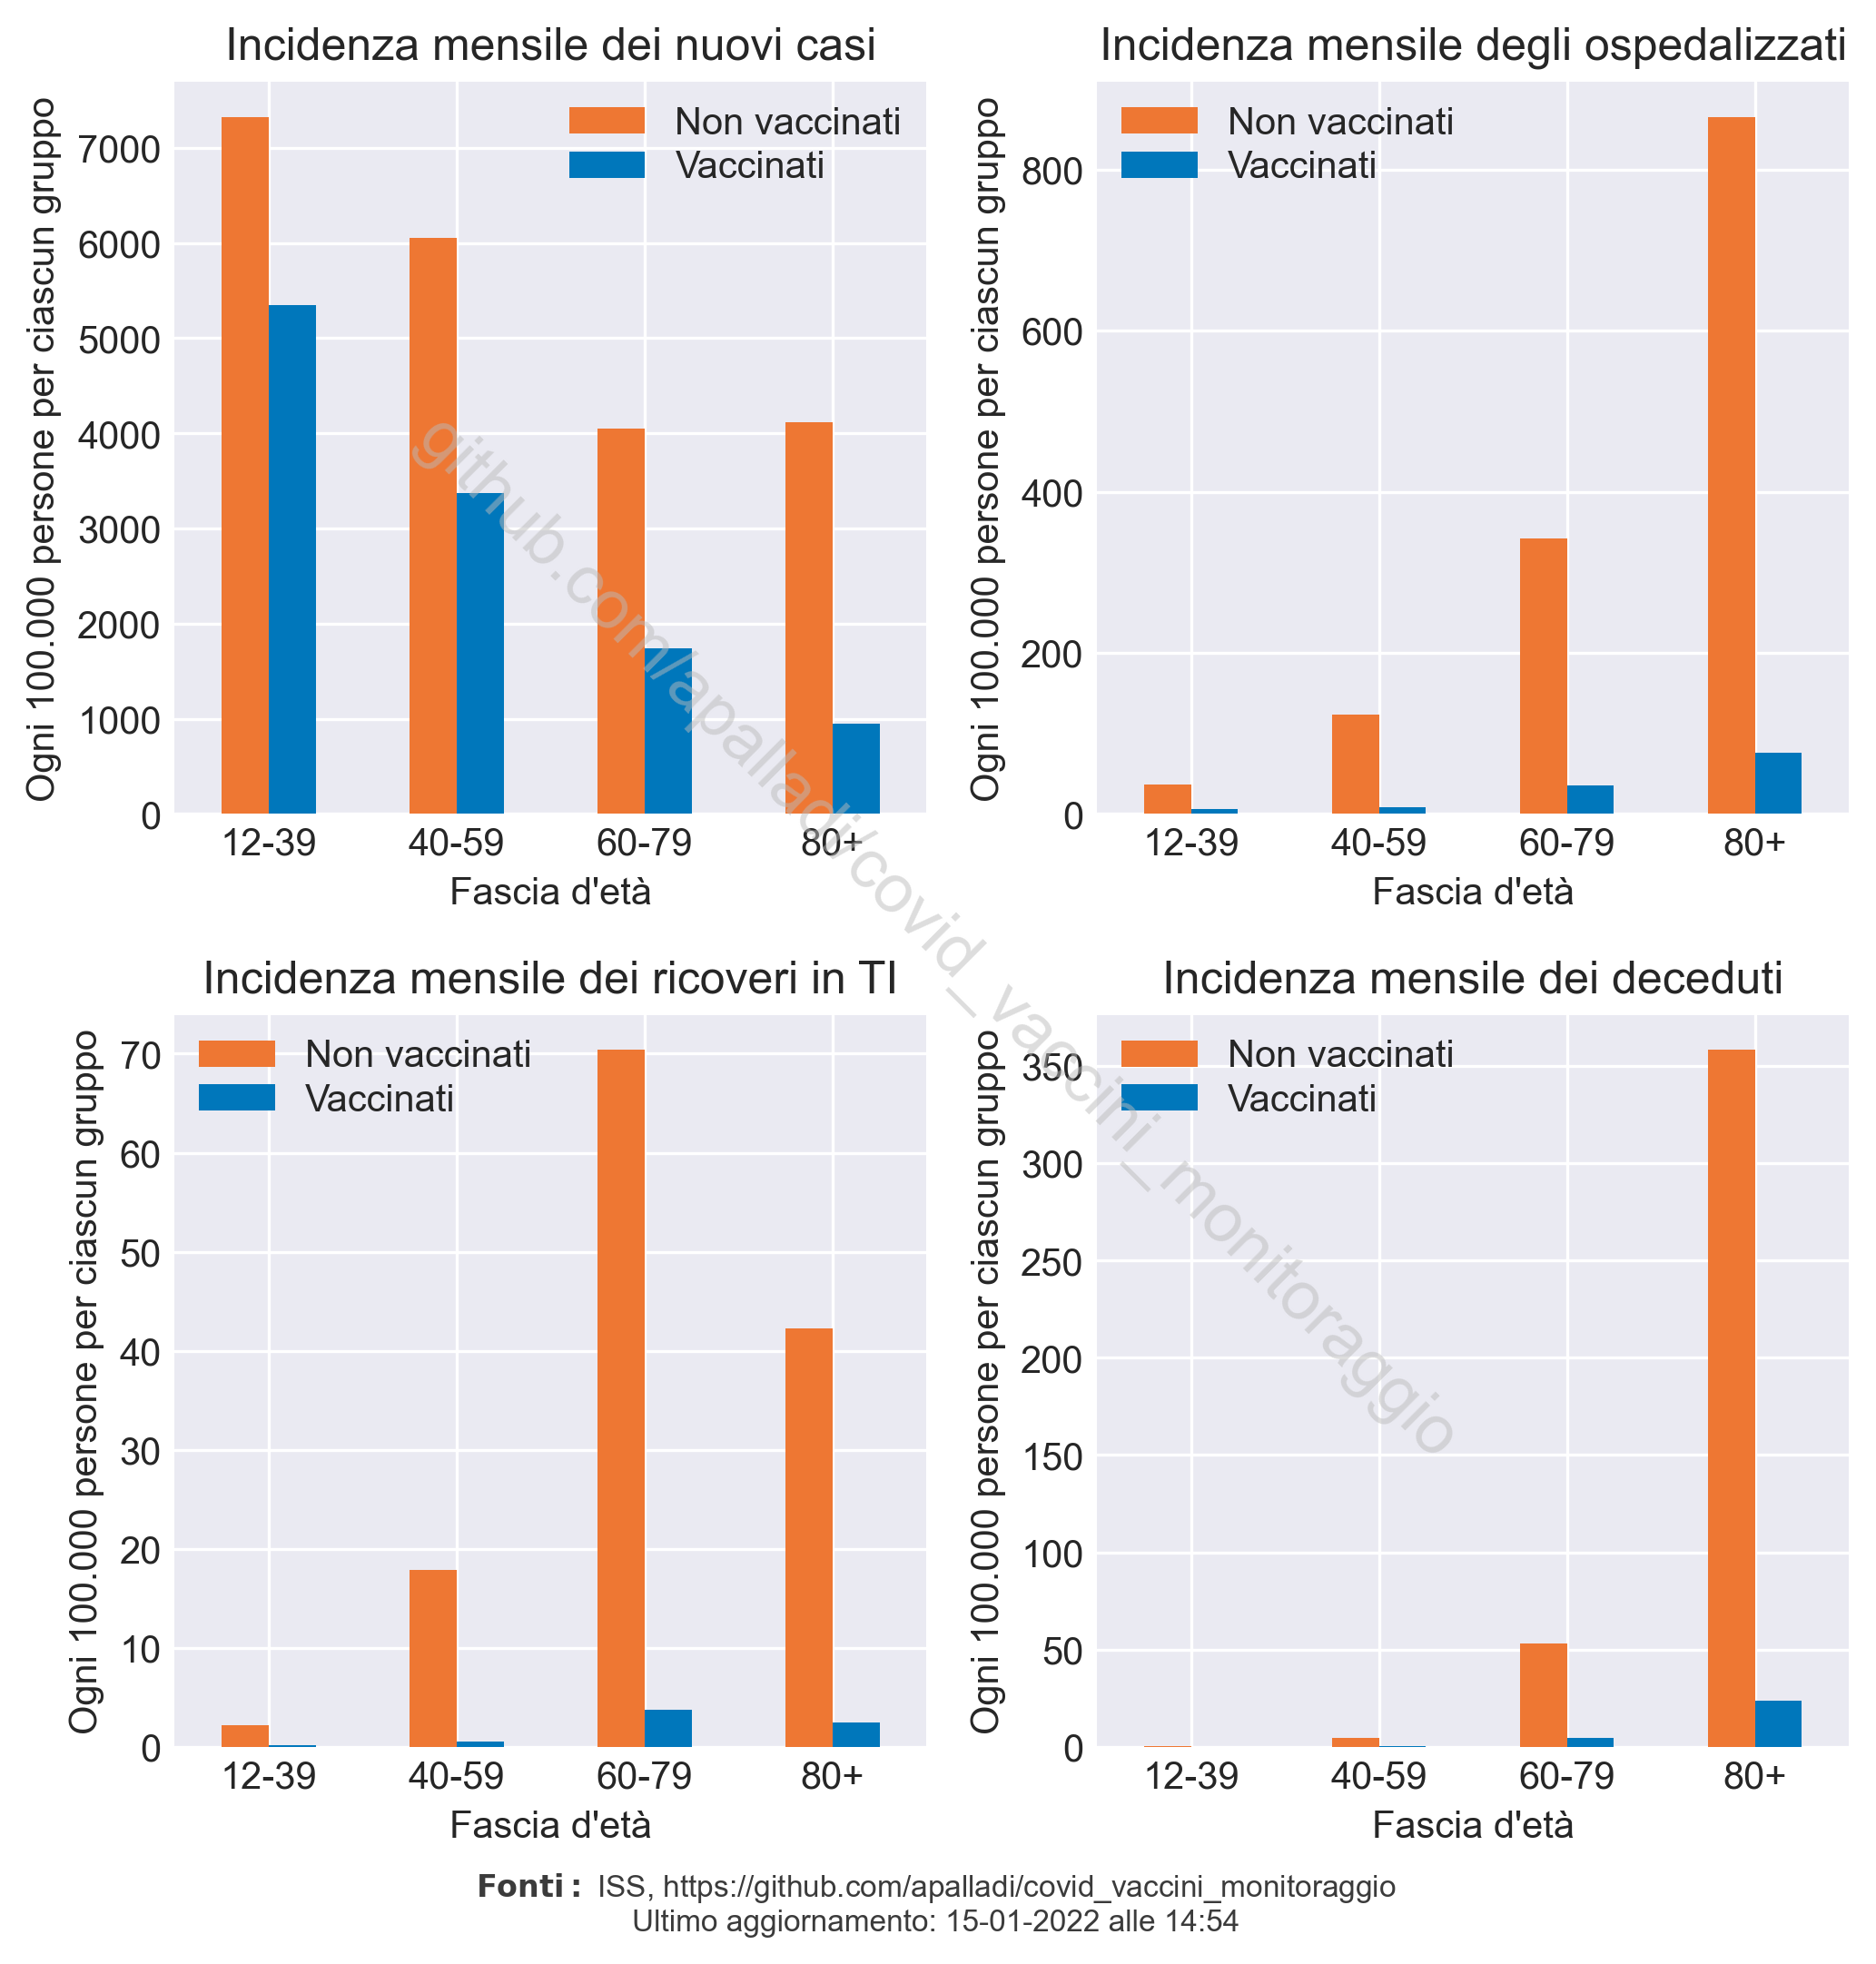 Incidenza mensile dei nuovi casi
Ogni 100.000 persone per ciascun gruppo
7000
6000
5000
4000
3000
2000
1000
0
Non vaccinati
Vaccinati
12-39 40-59 60-79 80+
Fascia d'età
Incidenza mensile degli ospedalizzati
Ogni 100.000 persone per ciascun gruppo
800
600
400
200
0
Non vaccinati
Vaccinati
12-39 40-59 60-79 80+
Fascia d'età
Incidenza mensile dei ricoveri in TI
Ogni 100.000 persone per ciascun gruppo
70
60
50
40
30
20
10
0
Non vaccinati
Vaccinati
12-39 40-59 60-79 80+
Fascia d'età
Incidenza mensile dei deceduti
Ogni 100.000 persone per ciascun gruppo
350
300
250
200
150
100
50
0
Non vaccinati
Vaccinati
12-39 40-59 60-79 80+
Fascia d'età
github.com/apalladi/covid_vaccini_monitoraggio
Fonti: ISS, https://github.com/apalladi/covid_vaccini_monitoraggio
Ultimo aggiornamento: 15-01-2022 alle 14:54